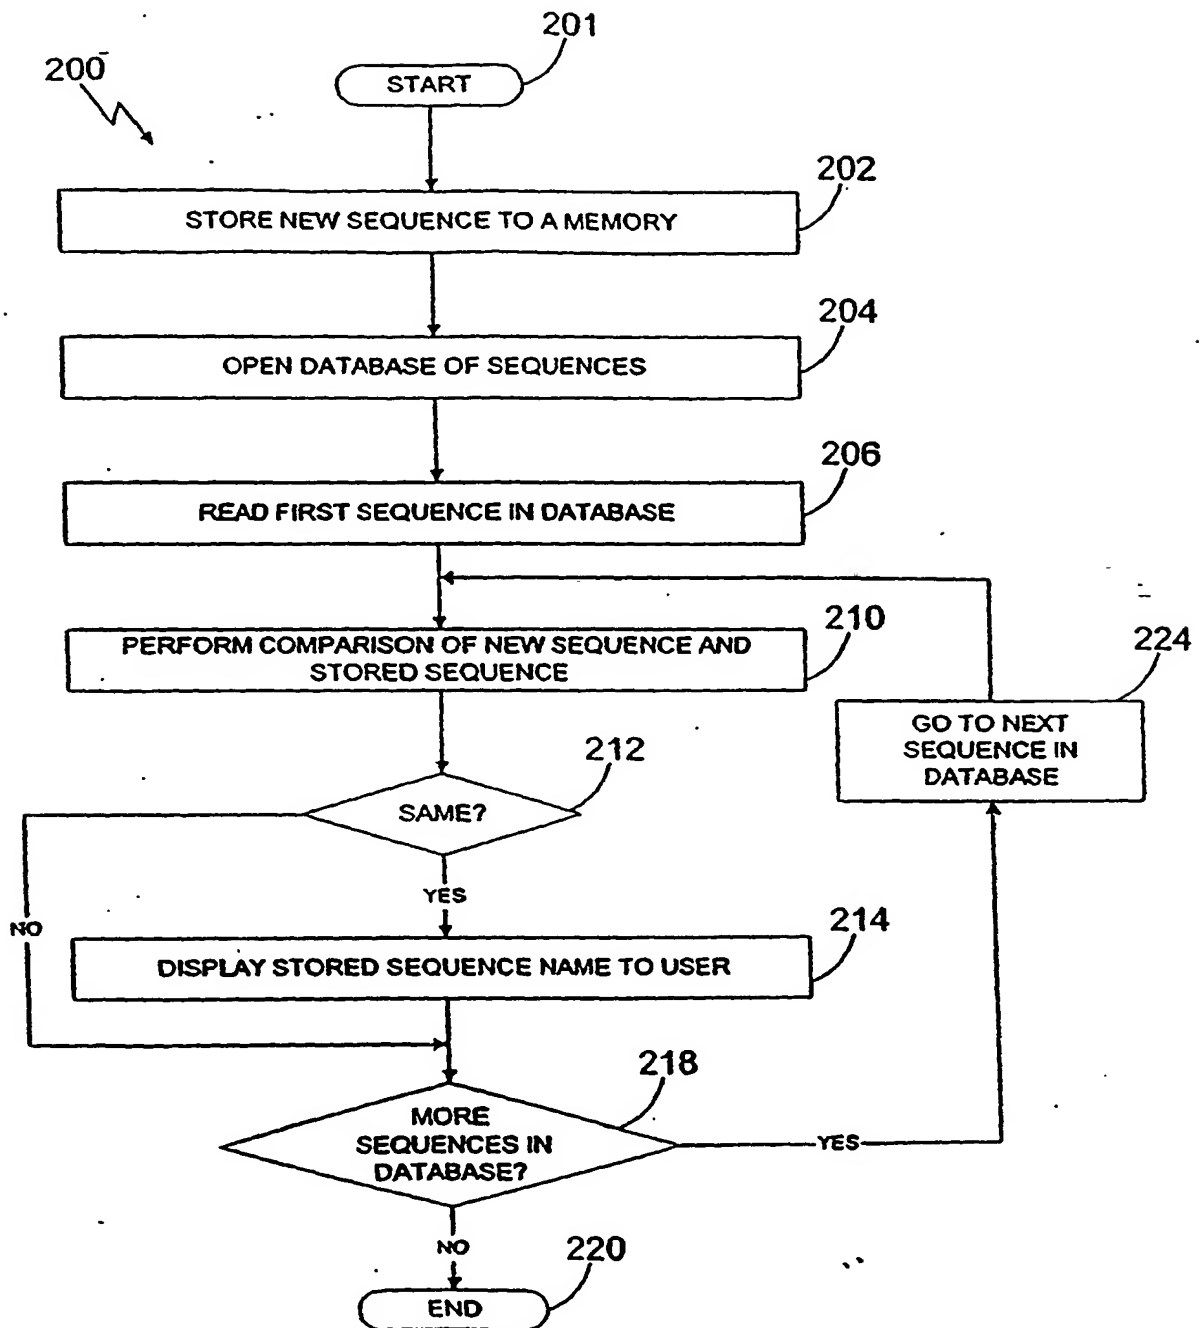 201
200
START
202
STORE NEW SEQUENCE TO A MEMORY
204
OPEN DATABASE OF SEQUENCES
206
READ FIRST SEQUENCE IN DATABASE
210
PERFORM COMPARISON OF NEW SEQUENCE AND
STORED SEQUENCE
224
GO TO NEXT
SEQUENCE IN
DATABASE
212
SAME?
YES
NO
214
DISPLAY STORED SEQUENCE NAME TO USER
218
MORE
SEQUENCES IN
DATABASE?
YES
NO
220
END